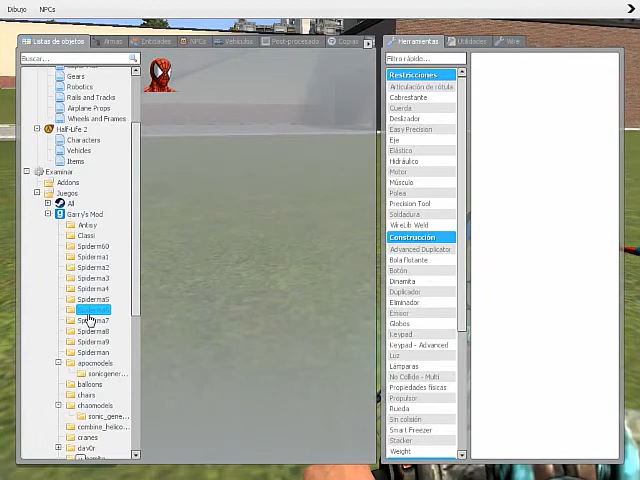 Dibujo NPCs
Listas de objetos Armas Entidades NPCs Vehículos Post-procesado Copias
Herramientas Utilidades Wire
Buscar...
Filtro rápido...
Gears
Robotics
Rails and Tracks
Airplane Props
Wheels and Frames
Half-Life 2
Characters
Vehicles
Items
Examinar
Addons
Juegos
All
Garry's Mod
Antisy
Classi
Spiderm60
Spiderma1
Spiderma2
Spiderma3
Spiderma4
Spiderma5
Spiderma7
Spiderma8
Spiderma9
Spiderman
apocmodels
sonicgener...
balloons
chairs
chaomodels
sonic_gene...
combine_helico...
cranes
dav0r
Restricciones
Articulación de rótula
Cabrestante
Cuerda
Deslizador
Easy Precision
Eje
Elástico
Hidráulico
Motor
Músculo
Polea
Precision Tool
Soldadura
WireLib Weld
Construcción
Advanced Duplicator
Boia flotante
Botón
Dinamita
Duplicador
Eliminador
Emisor
Globos
Keypad
Keypad - Advanced
Luz
Lámparas
No Collide - Multi
Propiedades físicas
Propulsor
Rueda
Sin colisión
Smart Freezer
Stacker
Weight